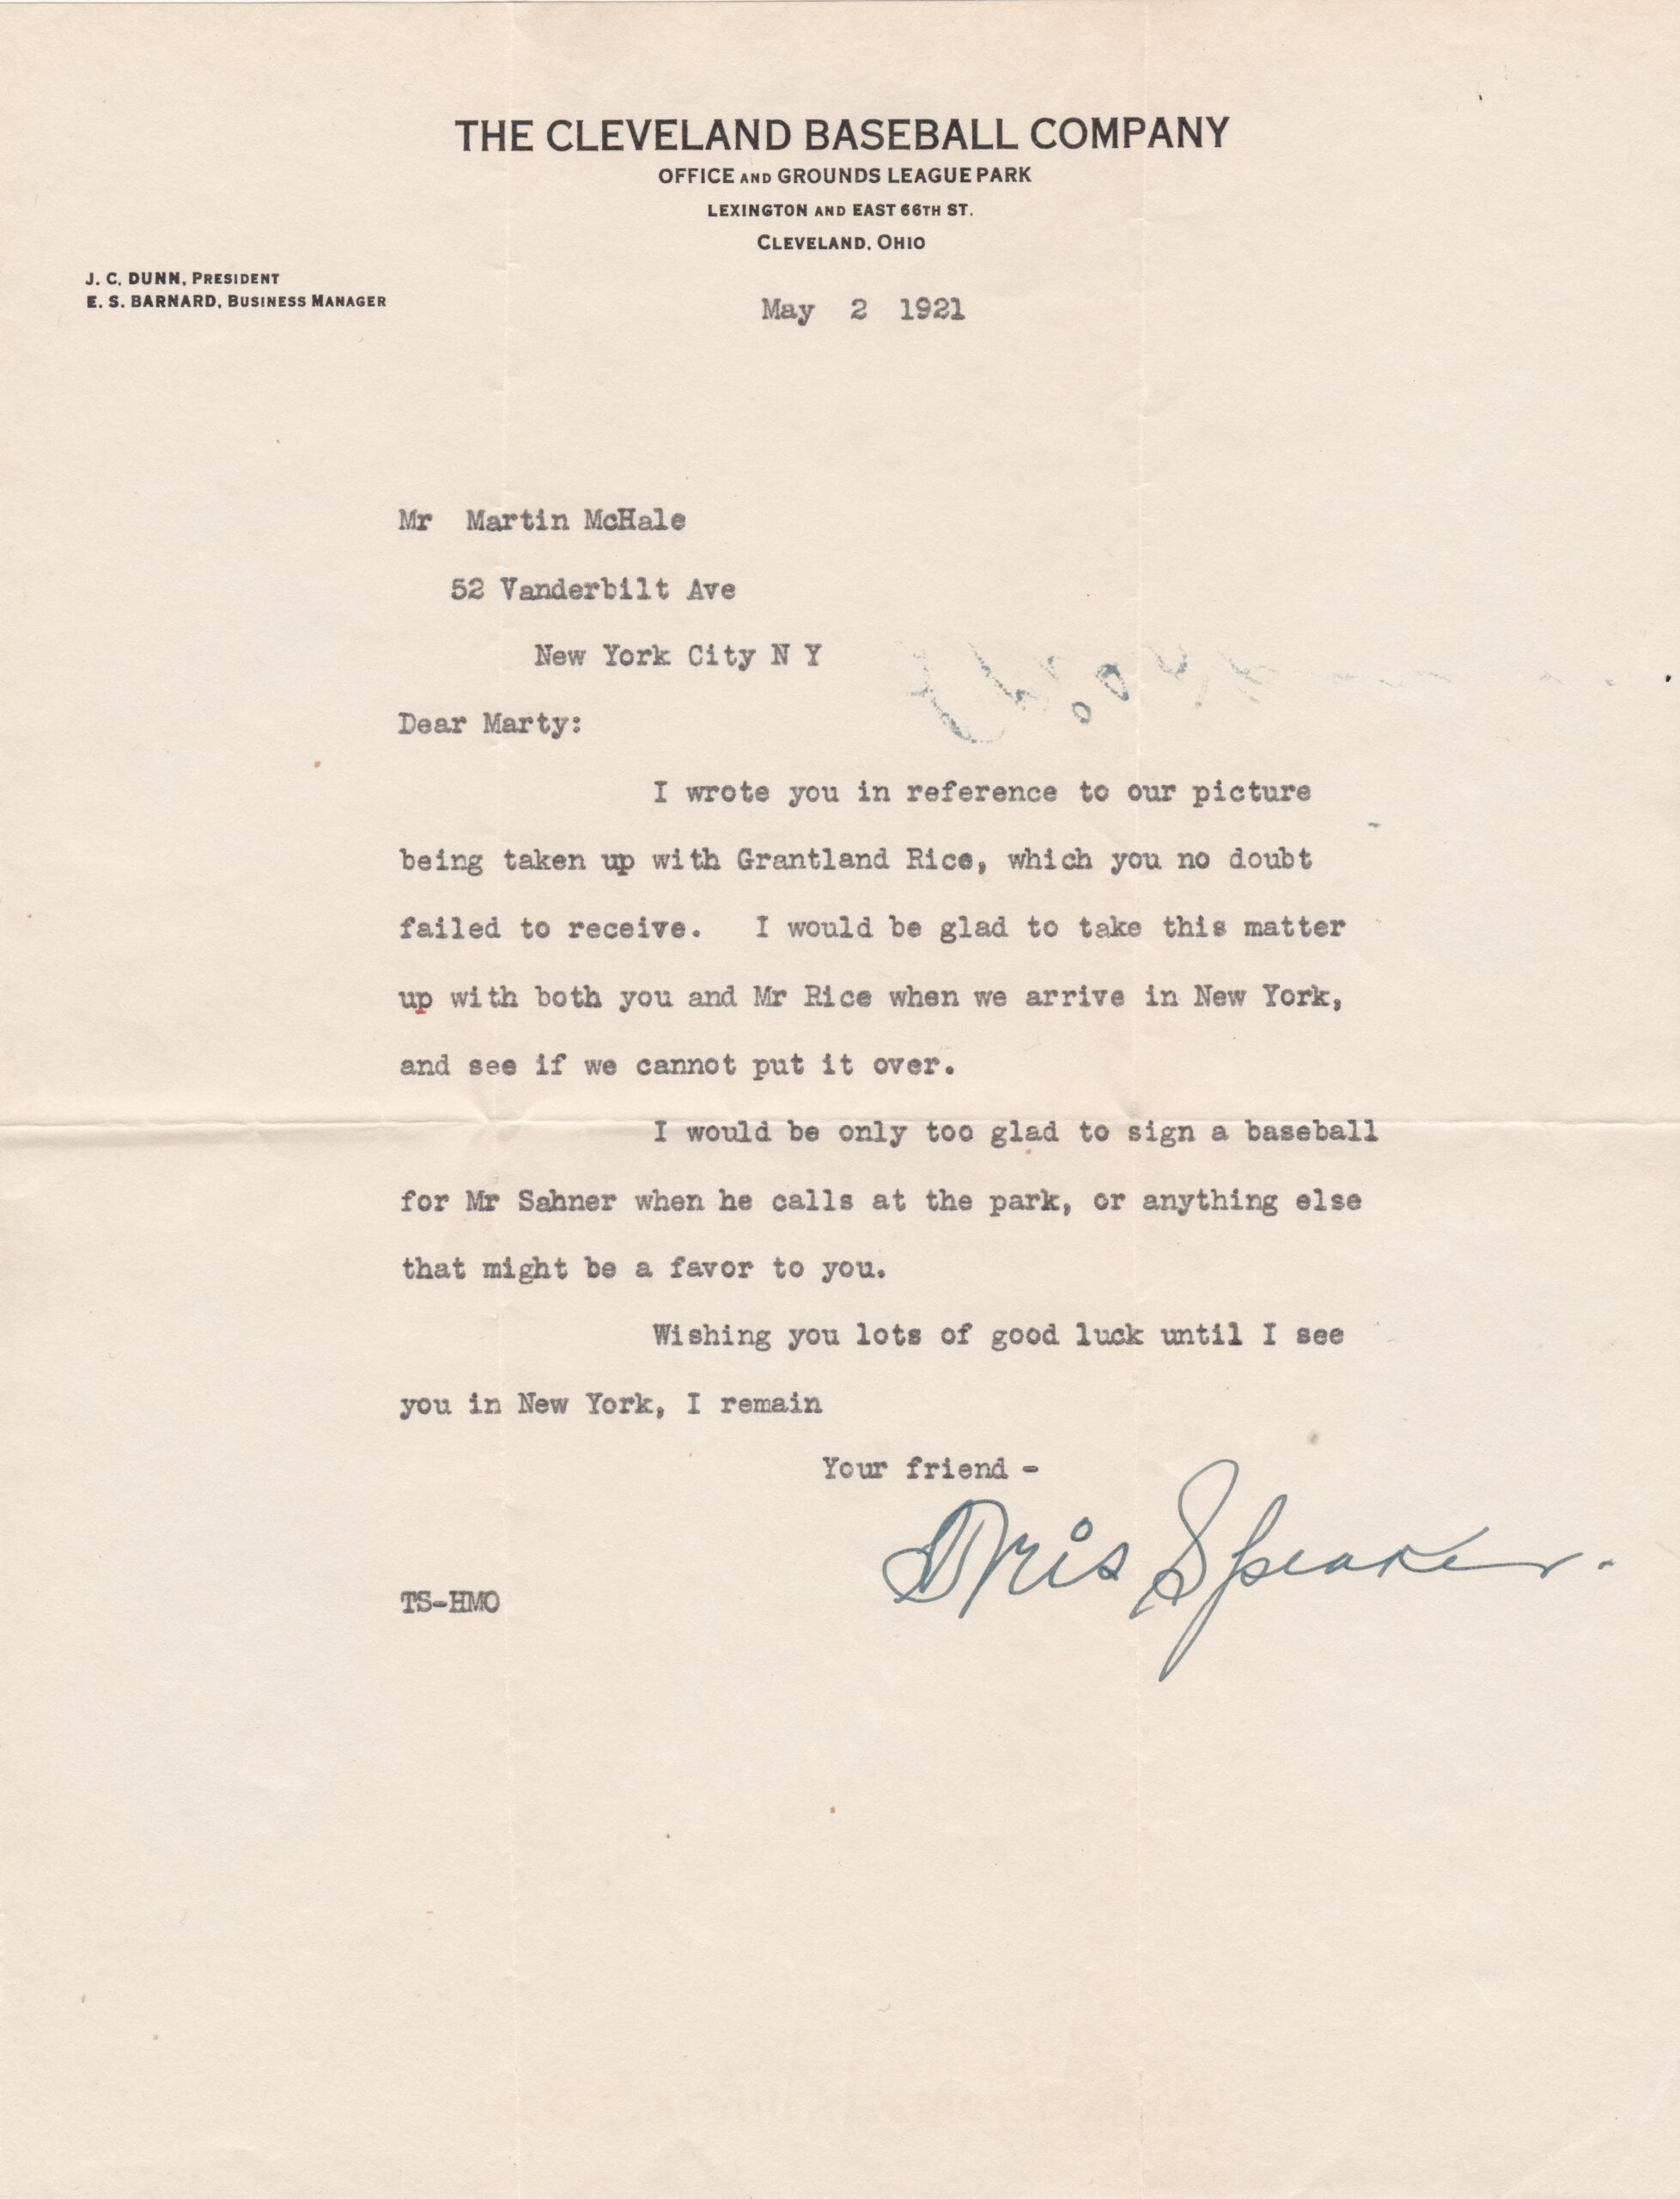 THE CLEVELAND BASEBALL COMPANY
OFFICE AND GROUNDS LEAGUE PARK
LEXINGTON AND EAST 66TH ST.
CLEVELAND, OHIO
J. C. DUNN, PRESIDENT
E. S. BARNARD, BUSINESS MANAGER
May 2 1921
Mr Martin McHale
52 Vanderbilt Ave
New York City N Y
Dear Marty:
I wrote you in reference to our picture
being taken up with Grantland Rice, which you no doubt
failed to receive. I would be glad to take this matter
up with both you and Mr Rice when we arrive in New York,
and see if we cannot put it over.
I would be only too glad to sign a baseball
for Mr Sahner when he calls at the park, or anything else
that might be a favor to you.
Wishing you lots of good luck until I see
you in New York, I remain
Your friend -
Tris Speaker.
TS-HMO